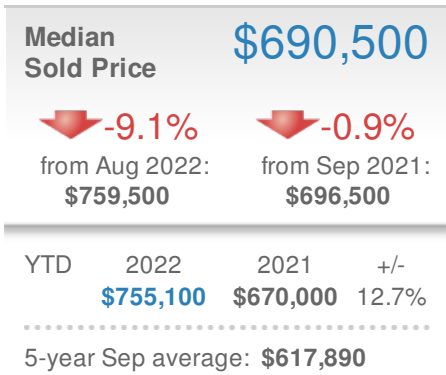 Median $690,500
Sold Price
-9.1% -0.9%
from Aug 2022: from Sep 2021:
$759,500 $696,500
YTD 2022 2021 +/-
$755,100 $670,000 12.7%
5-year Sep average: $617,890